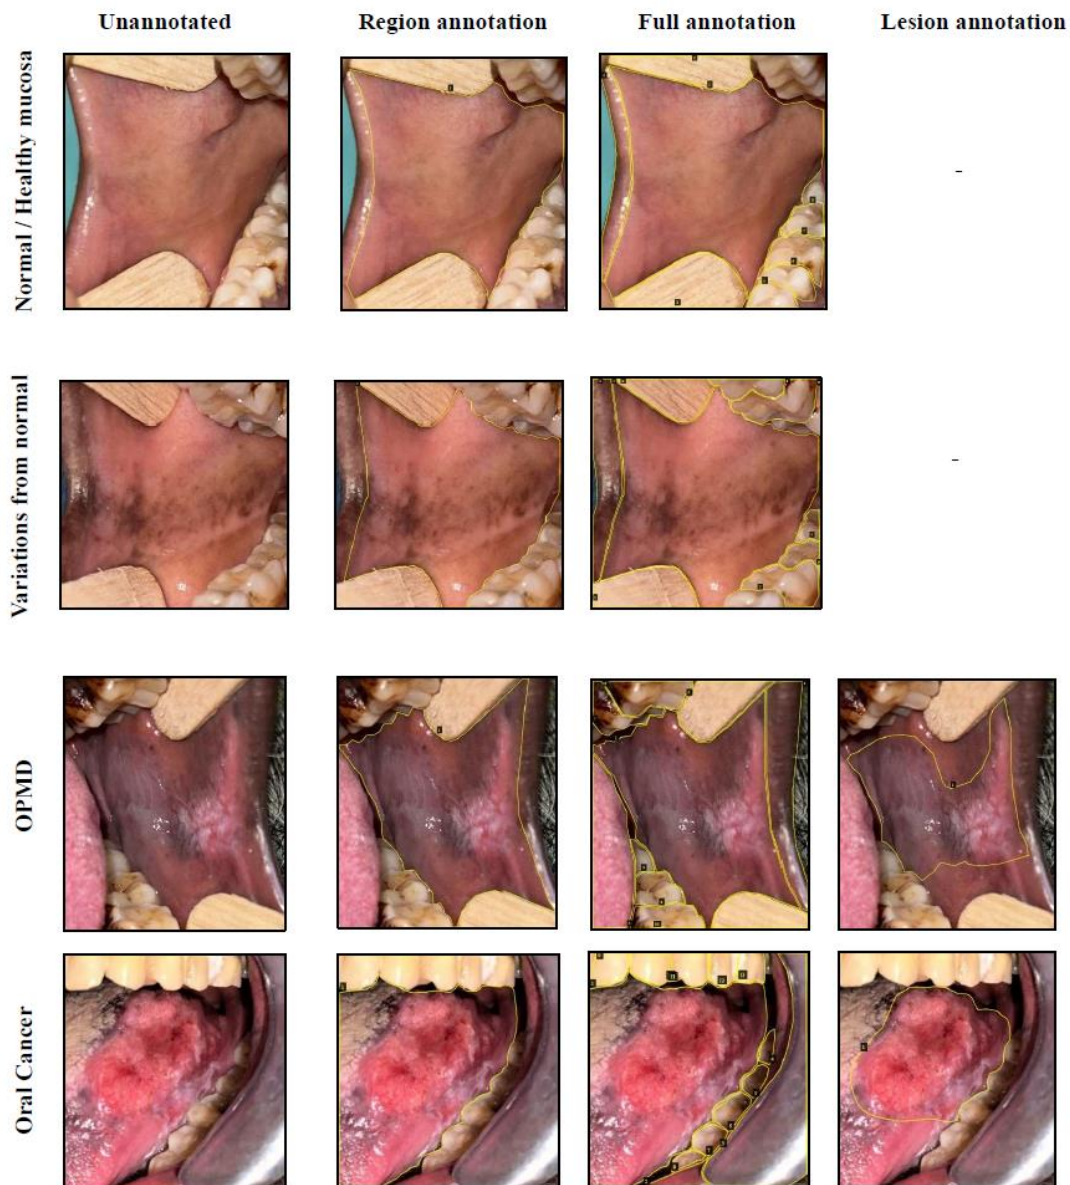 Unannotated Region annotation Full annotation Lesion annotation
Normal / Healthy mucosa
-
Variations from normal
-
OPMD
Oral Cancer